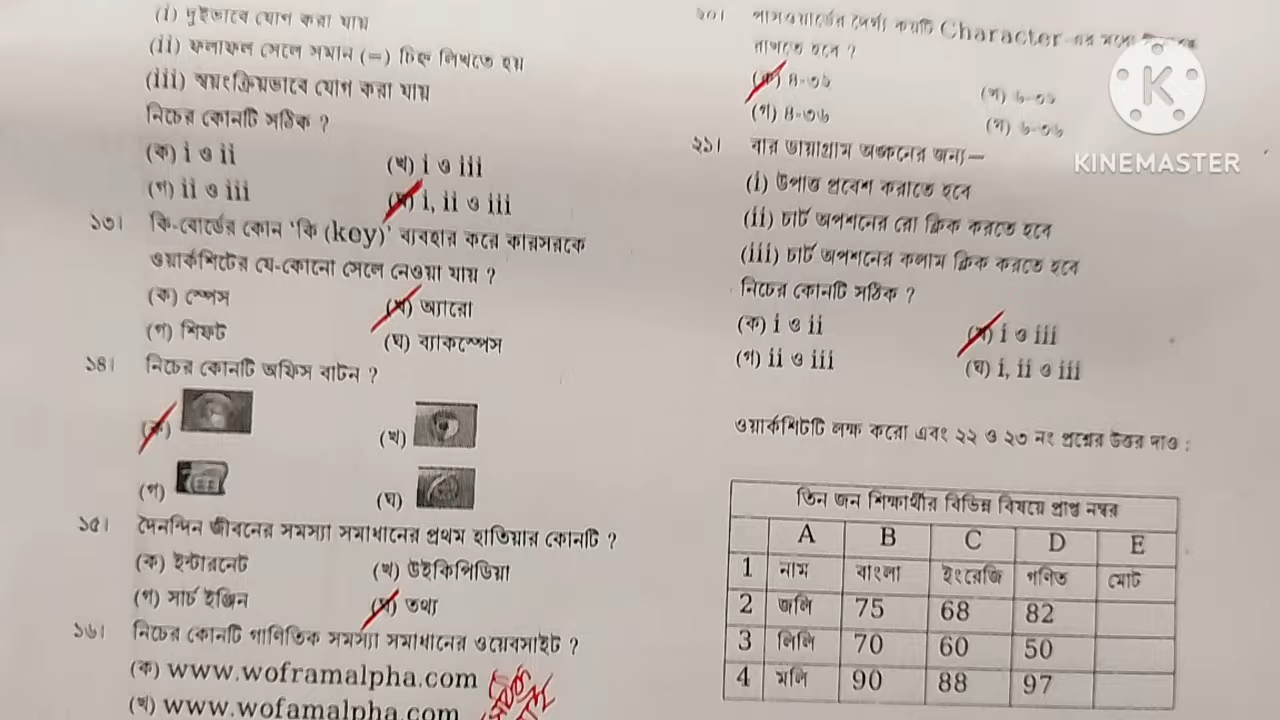 (i) দুইভাবে যোগ করা যায়
(ii) ফলাফল সেলে সমান (=) চিহ্ন লিখতে হয়
(iii) স্বয়ংক্রিয়ভাবে যোগ করা যায়
নিচের কোনটি সঠিক ?
(ক) i ও ii
(খ) i ও iii
(গ) ii ও iii
(ঘ) i, ii ও iii
১৩। কি-বোর্ডের কোন 'কি (key)' ব্যবহার করে কারসরকে
ওয়ার্কশিটের যে-কোনো সেলে নেওয়া যায় ?
(ক) স্পেস
(খ) অ্যারো
(গ) শিফট
(ঘ) ব্যাকস্পেস
১৪। নিচের কোনটি অফিস বাটন ?
(ক)
(খ)
(গ)
(ঘ)
১৫। দৈনন্দিন জীবনের সমস্যা সমাধানের প্রথম হাতিয়ার কোনটি ?
(ক) ইন্টারনেট
(খ) উইকিপিডিয়া
(গ) সার্চ ইঞ্জিন
(ঘ) তথ্য
১৬। নিচের কোনটি গাণিতিক সমস্যা সমাধানের ওয়েবসাইট ?
(ক) www.woframalpha.com
(খ) www.wofamalpha.com
২০। পাসওয়ার্ডের দৈর্ঘ্য কয়টি Character এর মধ্যে
রাখতে হবে ?
(ক) ৪-৩১
(গ) ৪-৩৬
(ঘ) ৬-৩৬
২১। বার ডায়াগ্রাম অঙ্কনের জন্য—
(i) উপাত্ত প্রবেশ করাতে হবে
(ii) চার্ট অপশনের রো ক্লিক করতে হবে
(iii) চার্ট অপশনের কলাম ক্লিক করতে হবে
নিচের কোনটি সঠিক ?
(ক) i ও ii
(খ) i ও iii
(গ) ii ও iii
(ঘ) i, ii ও iii
ওয়ার্কশিটটি লক্ষ করো এবং ২২ ও ২৩ নং প্রশ্নের উত্তর দাও :
তিন জন শিক্ষার্থীর বিভিন্ন বিষয়ে প্রাপ্ত নম্বর
A B C D E
1 নাম বাংলা ইংরেজি গণিত মোট
2 জলি 75 68 82
3 লিলি 70 60 50
4 মলি 90 88 97
K
KINEMASTER